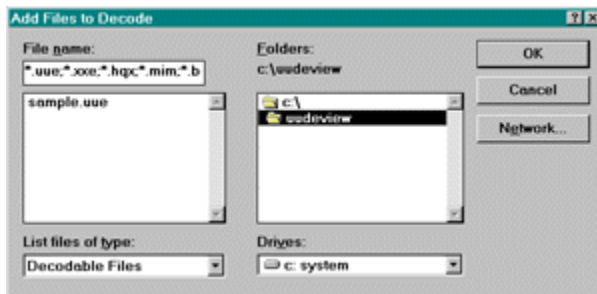 Add Files to Decode
File name:
*.uue;*.xxe;*.hqx;*.mim;*.b
sample.uue
List files of type:
Decodable Files
Folders:
c:\uudeview
c:\
uudeview
Drives:
c: system
OK
Cancel
Network...